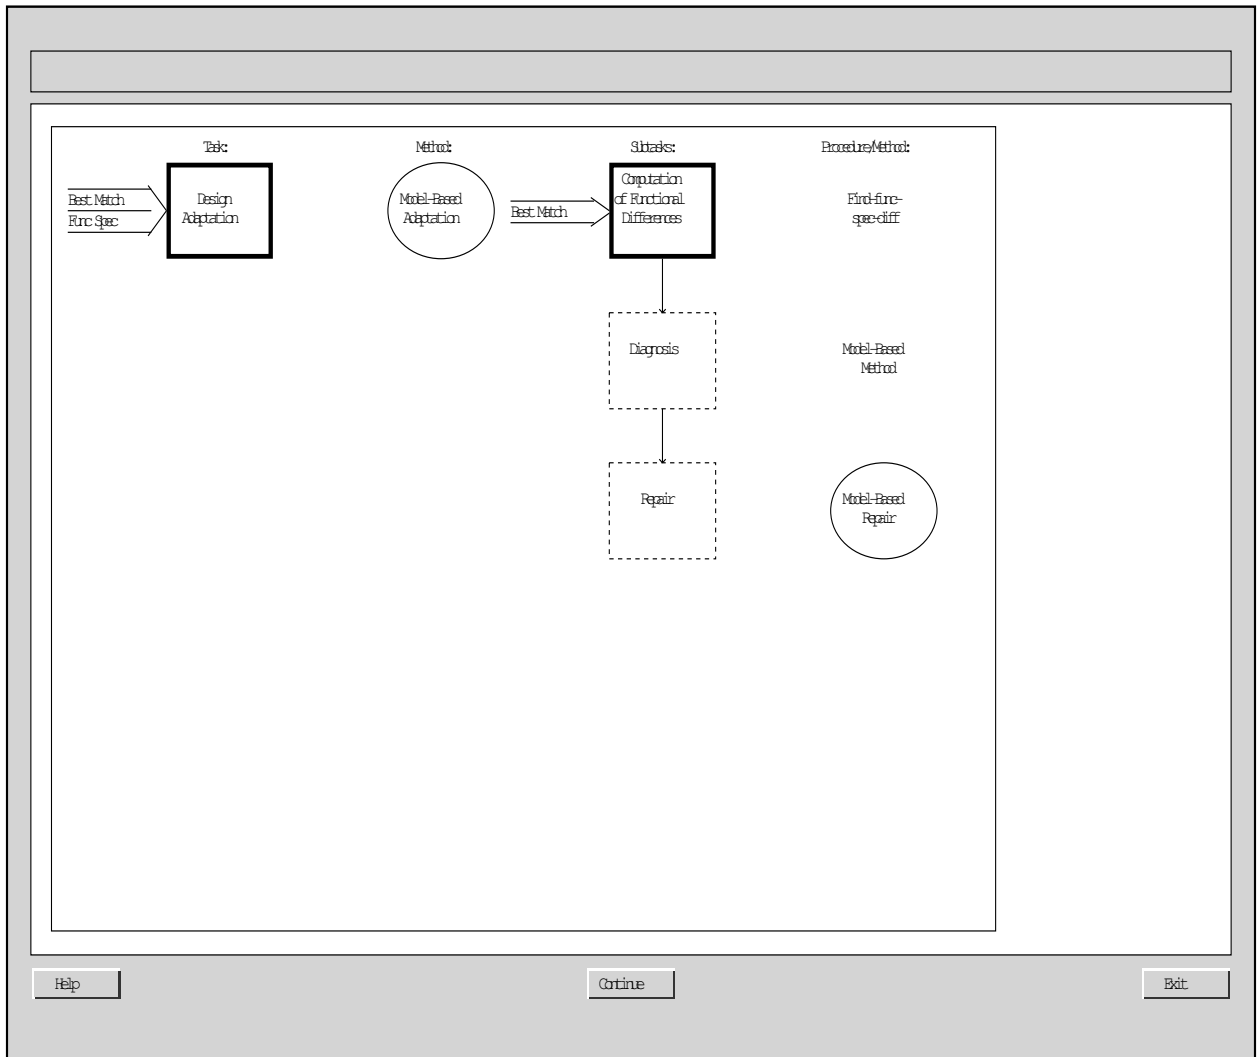 Task:
Method:
Subtasks:
Procedure/Method:
Best Match
Func Spec
Design
Adaptation
Model-Based
Adaptation
Best Match
Computation
of Functional
Differences
Find-func-
spec-diff
Diagnosis
Model-Based
Method
Repair
Model-Based
Repair
Help
Continue
Exit